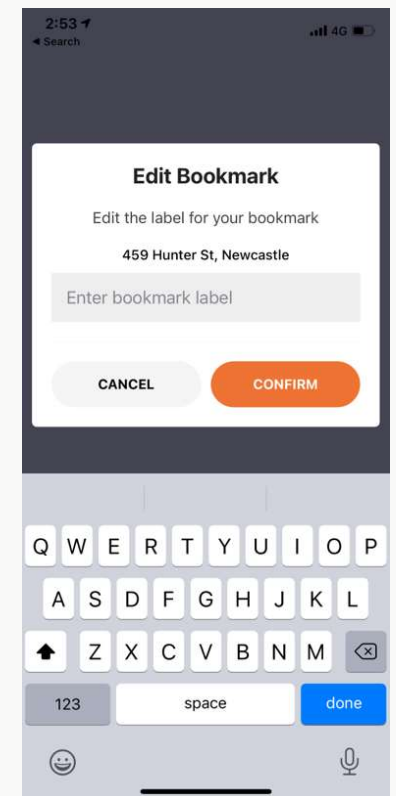 2:53
4G
Search
Edit Bookmark
Edit the label for your bookmark
459 Hunter St, Newcastle
Enter bookmark label
CANCEL CONFIRM
Q W E R T Y U I O P
A S D F G H J K L
Z X C V B N M
123 space done